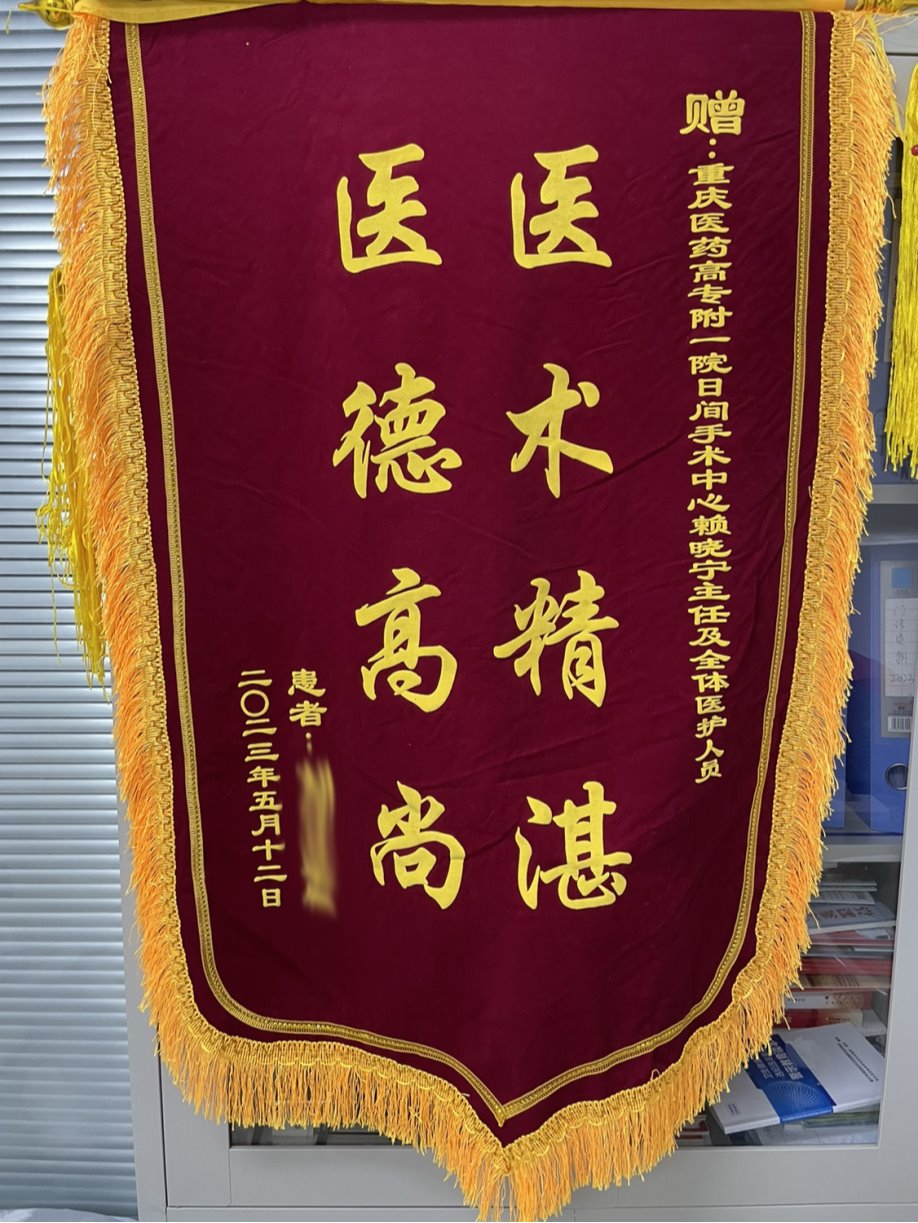 赠：重庆医药高专附一院日间手术中心赖晓宁主任及全体医护人员
医术精湛
医德高尚
患者：
二〇二三年五月十二日
2022